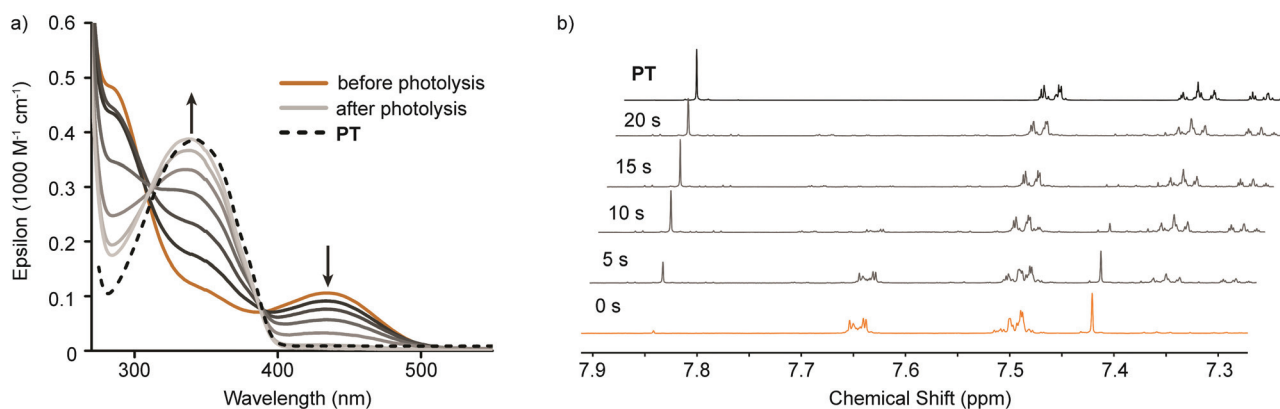 a)
0.6
0.5
0.4
0.3
0.2
0.1
0
Epsilon (1000 M⁻¹ cm⁻¹)
before photolysis
after photolysis
PT
300
400
500
Wavelength (nm)
b)
PT
20 s
15 s
10 s
5 s
0 s
7.9
7.8
7.7
7.6
7.5
7.4
7.3
Chemical Shift (ppm)